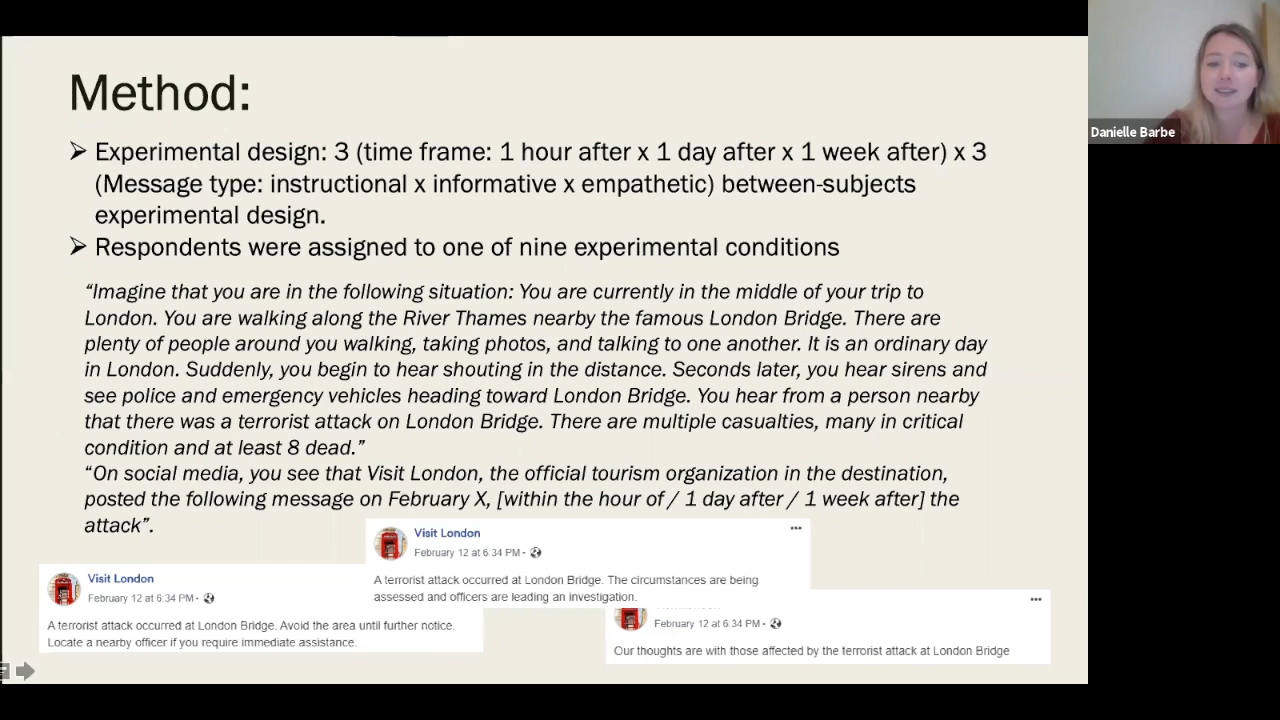 Method:
➢ Experimental design: 3 (time frame: 1 hour after x 1 day after x 1 week after) x 3
(Message type: instructional x informative x empathetic) between-subjects
experimental design.
➢ Respondents were assigned to one of nine experimental conditions
“Imagine that you are in the following situation: You are currently in the middle of your trip to
London. You are walking along the River Thames nearby the famous London Bridge. There are
plenty of people around you walking, taking photos, and talking to one another. It is an ordinary day
in London. Suddenly, you begin to hear shouting in the distance. Seconds later, you hear sirens and
see police and emergency vehicles heading toward London Bridge. You hear from a person nearby
that there was a terrorist attack on London Bridge. There are multiple casualties, many in critical
condition and at least 8 dead.”
“On social media, you see that Visit London, the official tourism organization in the destination,
posted the following message on February X, [within the hour of / 1 day after / 1 week after] the
attack”.
Visit London
February 12 at 6:34 PM ·
A terrorist attack occurred at London Bridge. Avoid the area until further notice.
Locate a nearby officer if you require immediate assistance.
Visit London
February 12 at 6:34 PM ·
A terrorist attack occurred at London Bridge. The circumstances are being
assessed and officers are leading an investigation.
February 12 at 6:34 PM ·
Our thoughts are with those affected by the terrorist attack at London Bridge
Danielle Barbe